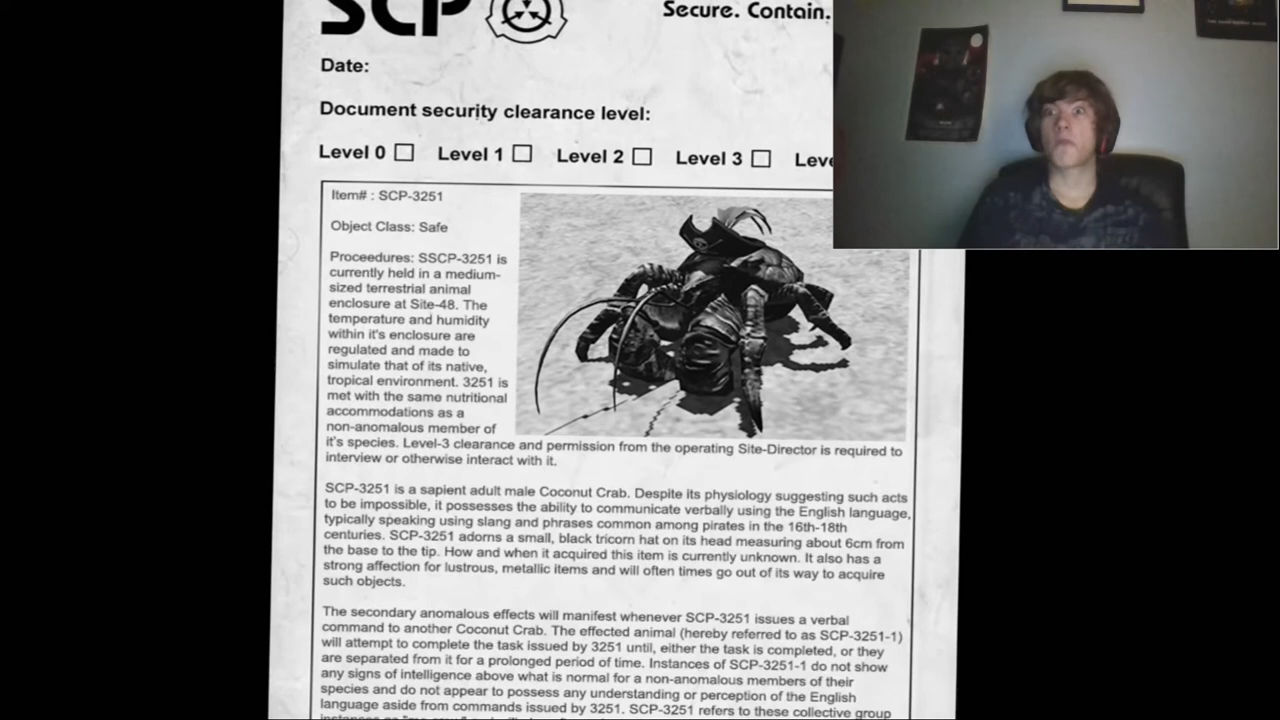 SCP
Secure. Contain.
Date:
Document security clearance level:
Level 0 Level 1 Level 2 Level 3 Leve
Item# : SCP-3251
Object Class: Safe
Proceedures: SSCP-3251 is
currently held in a medium-
sized terrestrial animal
enclosure at Site-48. The
temperature and humidity
within it's enclosure are
regulated and made to
simulate that of its native,
tropical environment. 3251 is
met with the same nutritional
accommodations as a
non-anomalous member of
it's species. Level-3 clearance and permission from the operating Site-Director is required to
interview or otherwise interact with it.
SCP-3251 is a sapient adult male Coconut Crab. Despite its physiology suggesting such acts
to be impossible, it possesses the ability to communicate verbally using the English language,
typically speaking using slang and phrases common among pirates in the 16th-18th
centuries. SCP-3251 adorns a small, black tricorn hat on its head measuring about 6cm from
the base to the tip. How and when it acquired this item is currently unknown. It also has a
strong affection for lustrous, metallic items and will often times go out of its way to acquire
such objects.
The secondary anomalous effects will manifest whenever SCP-3251 issues a verbal
command to another Coconut Crab. The effected animal (hereby referred to as SCP-3251-1)
will attempt to complete the task issued by 3251 until, either the task is completed, or they
are separated from it for a prolonged period of time. Instances of SCP-3251-1 do not show
any signs of intelligence above what is normal for a non-anomalous members of their
species and do not appear to possess any understanding or perception of the English
language aside from commands issued by 3251. SCP-3251 refers to these collective group